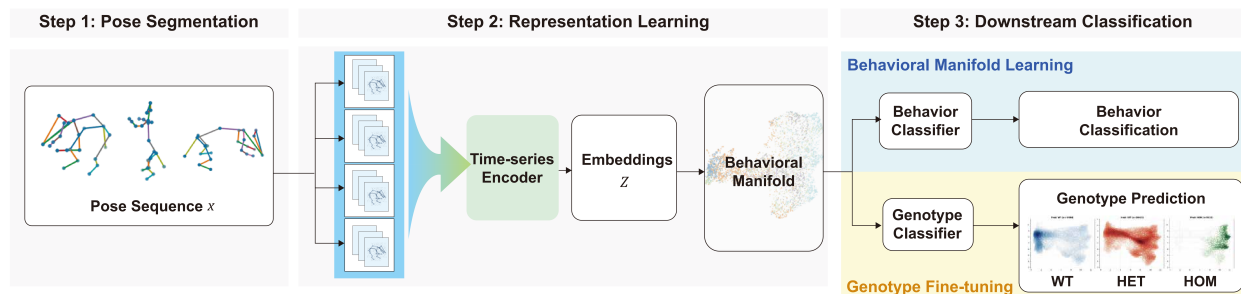 Step 1: Pose Segmentation
Step 2: Representation Learning
Step 3: Downstream Classification
Pose Sequence x
Time-series
Encoder
Embeddings
Z
Behavioral
Manifold
Behavioral Manifold Learning
Behavior
Classifier
Behavior
Classification
Genotype
Classifier
Genotype Prediction
WT
HET
HOM
Genotype Fine-tuning